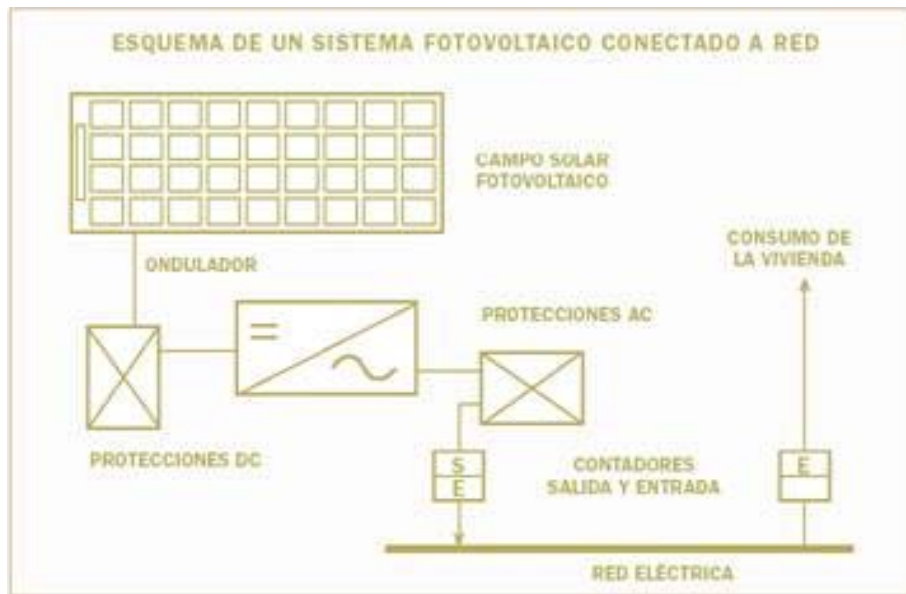 ESQUEMA DE UN SISTEMA FOTOVOLTAICO CONECTADO A RED
CAMPO SOLAR
FOTOVOLTAICO
CONSUMO DE
LA VIVIENDA
ONDULADOR
PROTECCIONES AC
PROTECCIONES DC
S
E
CONTADORES
SALIDA Y ENTRADA
E
RED ELÉCTRICA